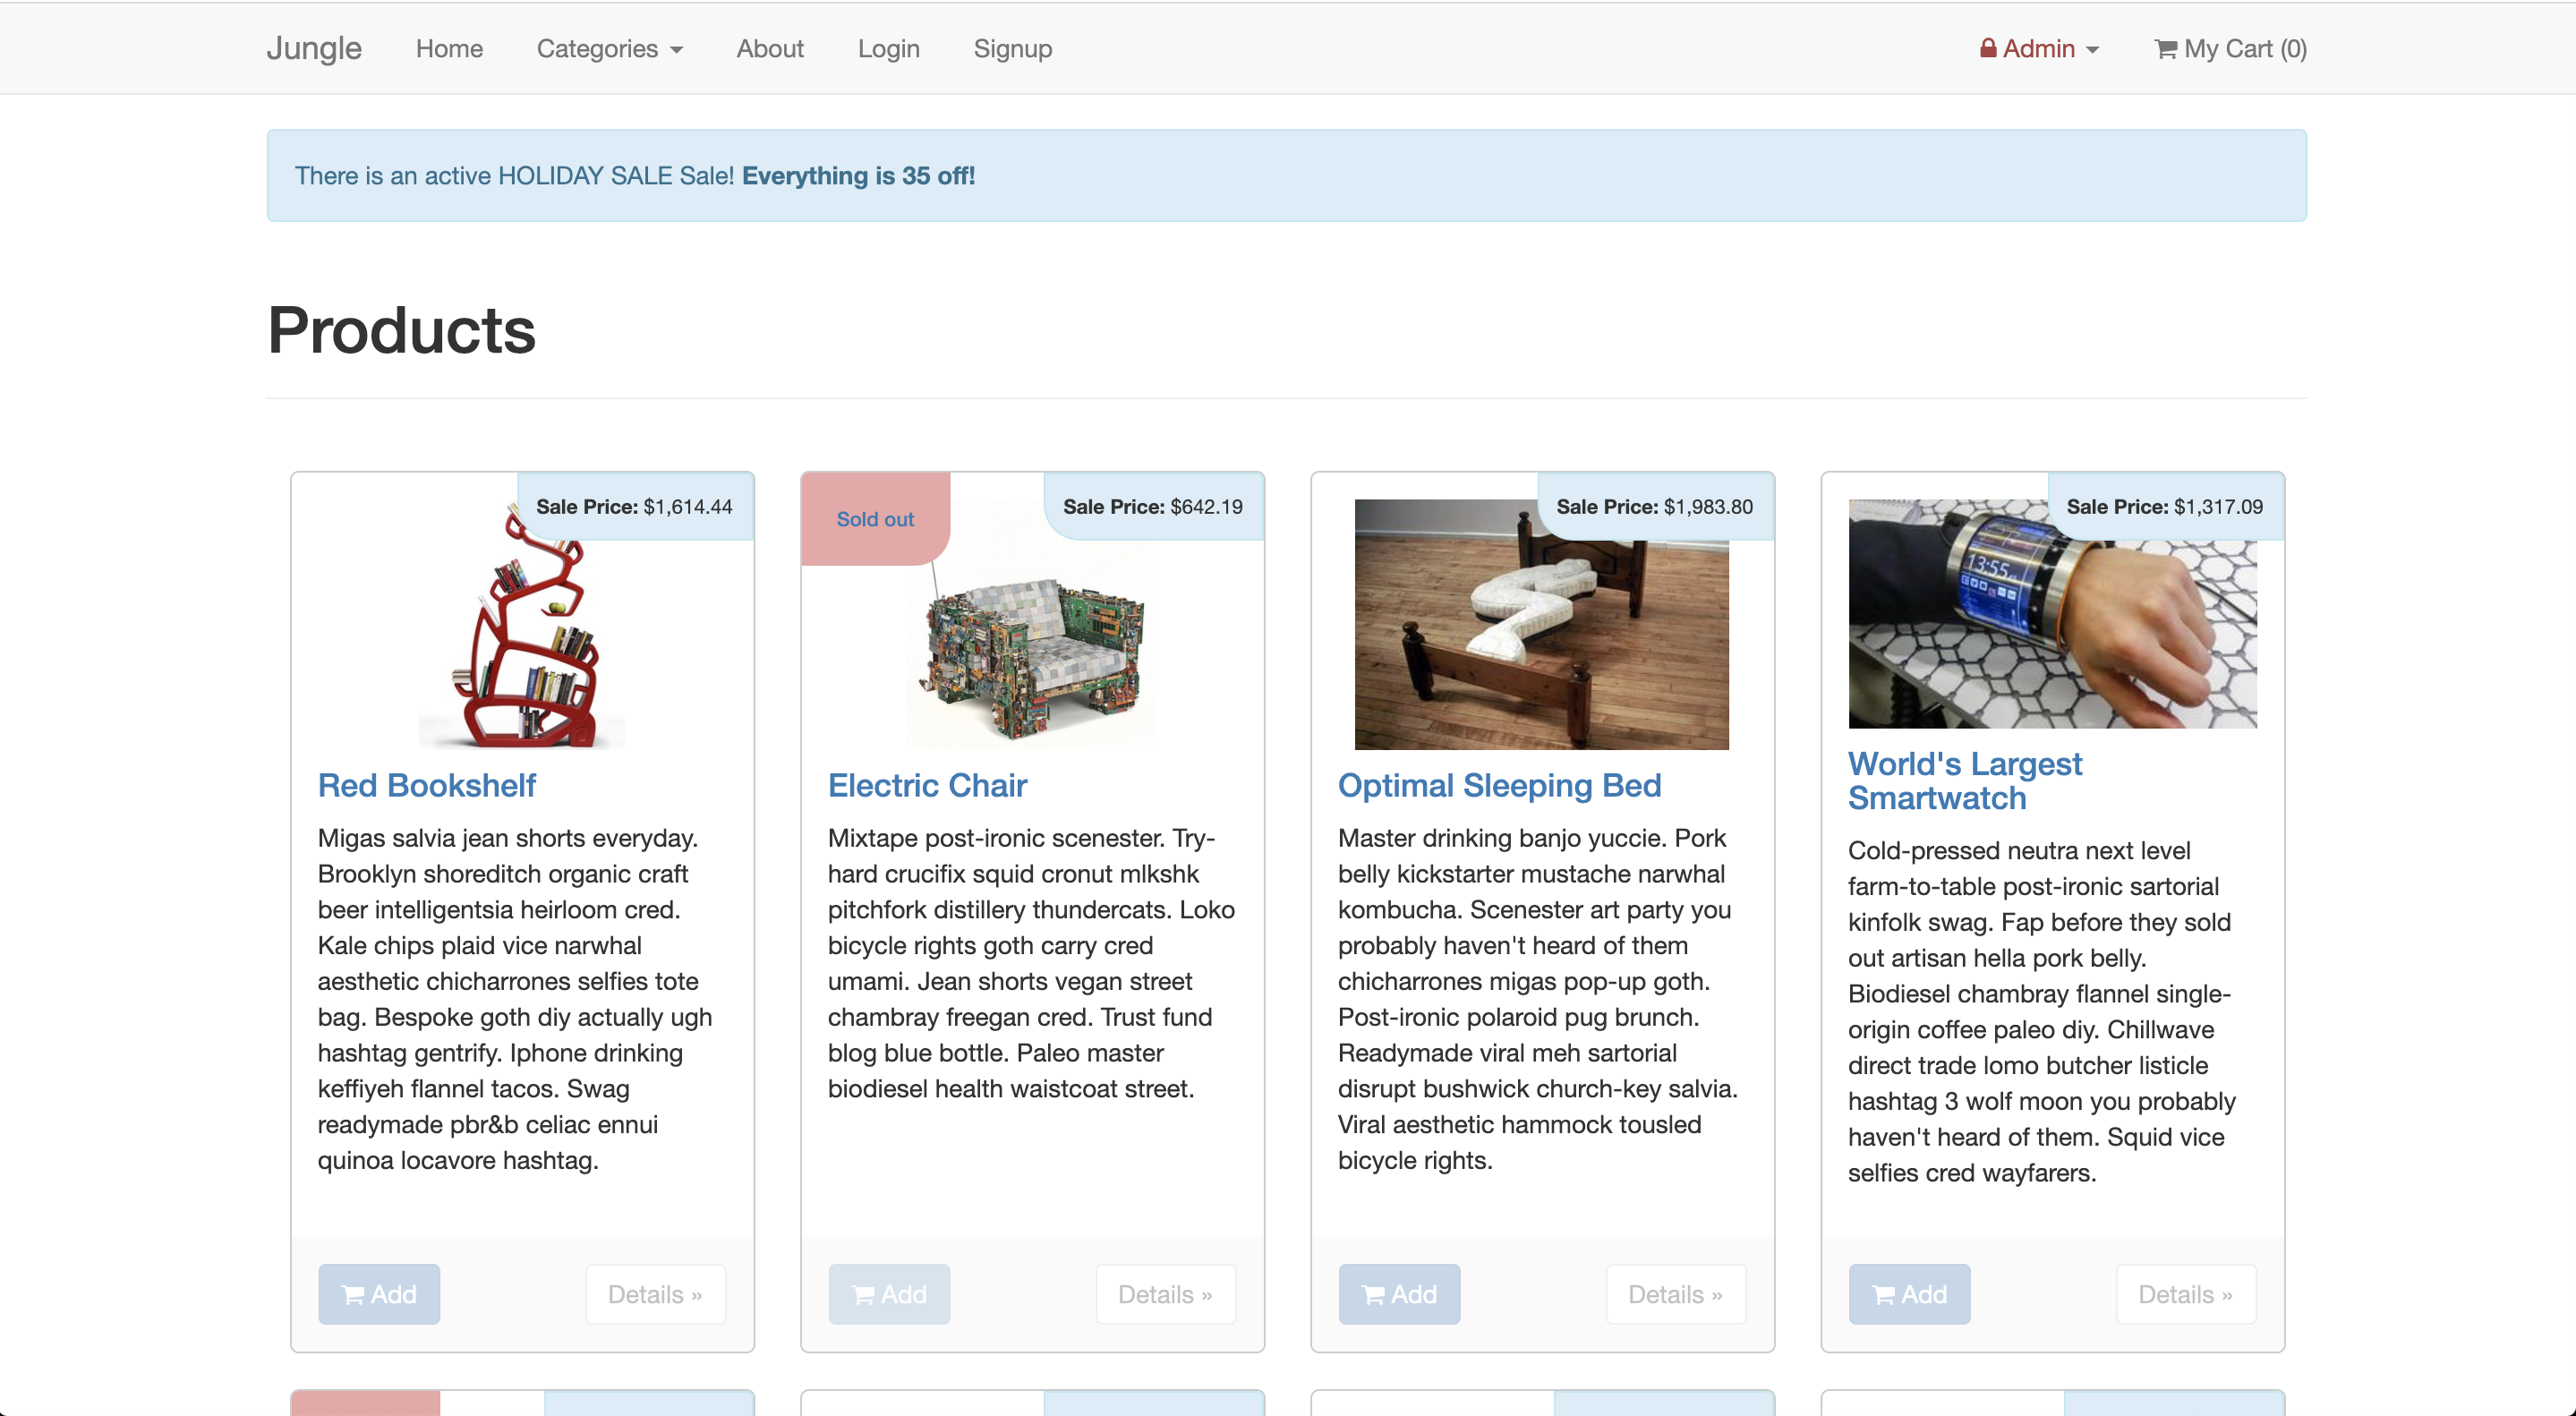 Jungle Home Categories About Login Signup Admin My Cart (0)
There is an active HOLIDAY SALE Sale! Everything is 35 off!
Products
Sale Price: $1,614.44
Red Bookshelf
Migas salvia jean shorts everyday.
Brooklyn shoreditch organic craft
beer intelligentsia heirloom cred.
Kale chips plaid vice narwhal
aesthetic chicharrones selfies tote
bag. Bespoke goth diy actually ugh
hashtag gentrify. Iphone drinking
keffiyeh flannel tacos. Swag
readymade pbr&b celiac ennui
quinoa locavore hashtag.
Add
Details »
Sold out
Sale Price: $642.19
Electric Chair
Mixtape post-ironic scenester. Try-
hard crucifix squid cronut mlkshk
pitchfork distillery thundercats. Loko
bicycle rights goth carry cred
umami. Jean shorts vegan street
chambray freegan cred. Trust fund
blog blue bottle. Paleo master
biodiesel health waistcoat street.
Add
Details »
Sale Price: $1,983.80
Optimal Sleeping Bed
Master drinking banjo yuccie. Pork
belly kickstarter mustache narwhal
kombucha. Scenester art party you
probably haven't heard of them
chicharrones migas pop-up goth.
Post-ironic polaroid pug brunch.
Readymade viral meh sartorial
disrupt bushwick church-key salvia.
Viral aesthetic hammock tousled
bicycle rights.
Add
Details »
Sale Price: $1,317.09
13:55
World's Largest
Smartwatch
Cold-pressed neutra next level
farm-to-table post-ironic sartorial
kinfolk swag. Fap before they sold
out artisan hella pork belly.
Biodiesel chambray flannel single-
origin coffee paleo diy. Chillwave
direct trade lomo butcher listicle
hashtag 3 wolf moon you probably
haven't heard of them. Squid vice
selfies cred wayfarers.
Add
Details »